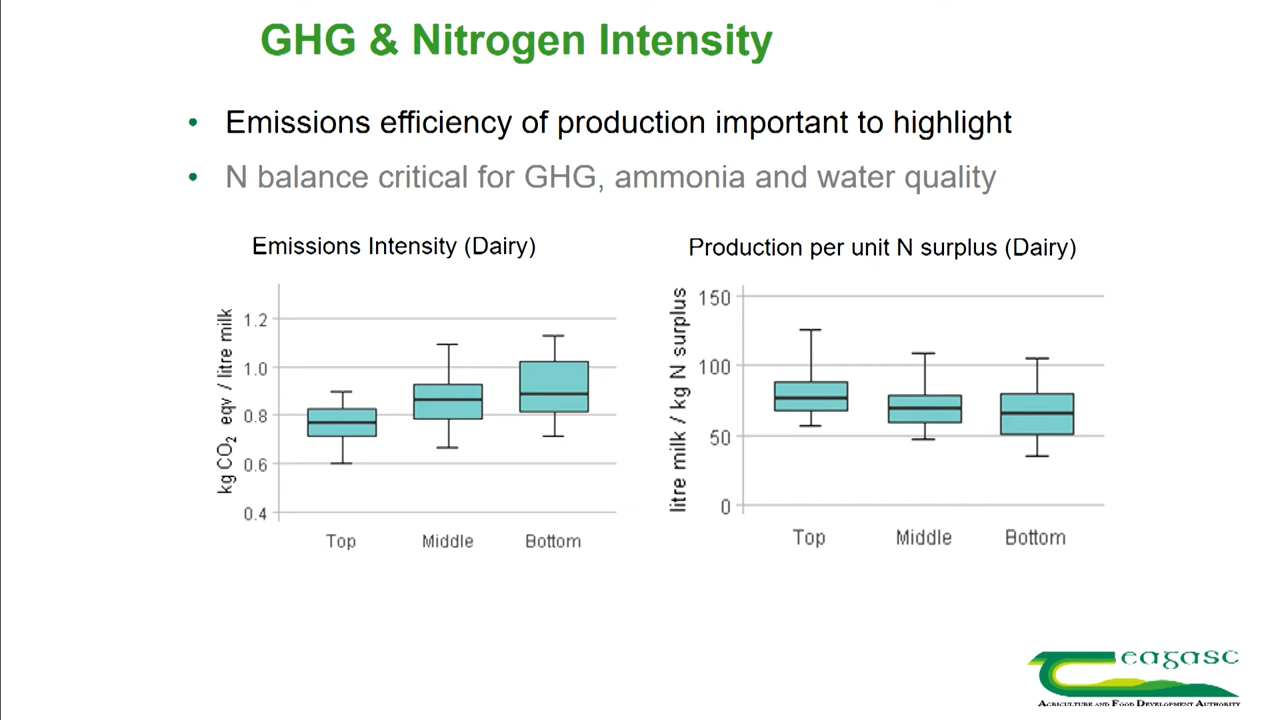 GHG & Nitrogen Intensity
• Emissions efficiency of production important to highlight
• N balance critical for GHG, ammonia and water quality
Emissions Intensity (Dairy)
kg CO₂ eqv / litre milk
1.2
1.0
0.8
0.6
0.4
Top Middle Bottom
Production per unit N surplus (Dairy)
litre milk / kg N surplus
150
100
50
0
Top Middle Bottom
Teagasc
AGRICULTURE AND FOOD DEVELOPMENT AUTHORITY